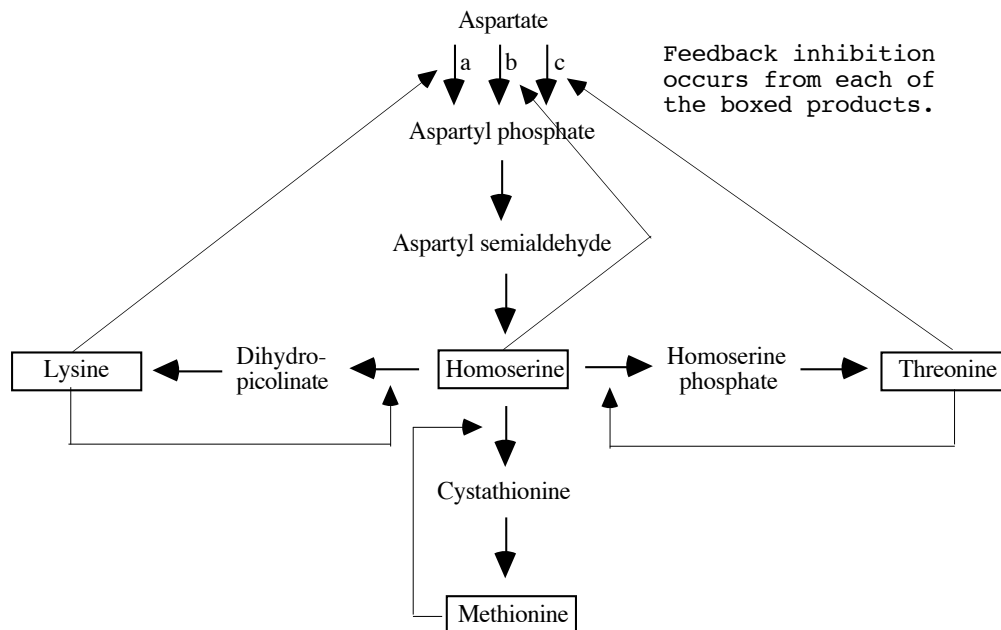 Aspartate
a b c
Feedback inhibition
occurs from each of
the boxed products.
Aspartyl phosphate
Aspartyl semialdehyde
Lysine
Dihydro-
picolinate
Homoserine
Homoserine
phosphate
Threonine
Cystathionine
Methionine